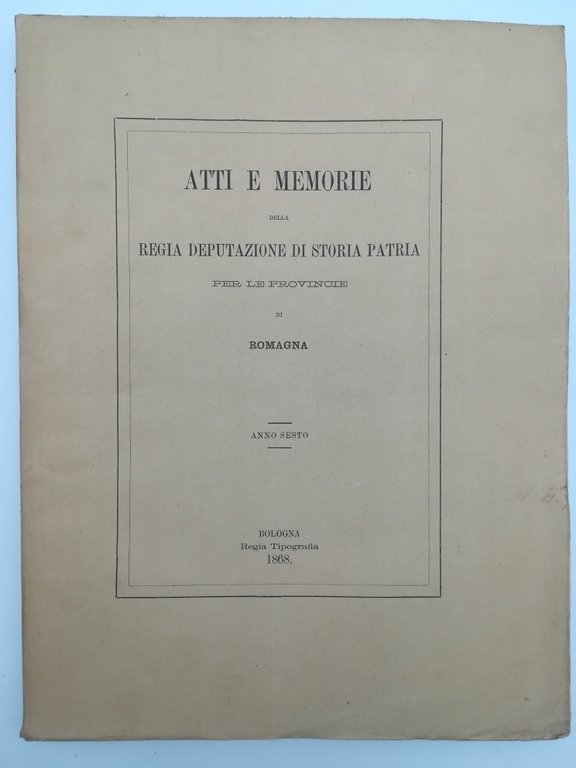 ATTI E MEMORIE
DELLA
REGIA DEPUTAZIONE DI STORIA PATRIA
PER LE PROVINCIE
DI
ROMAGNA
ANNO SESTO
BOLOGNA
Regia Tipografia
1868.